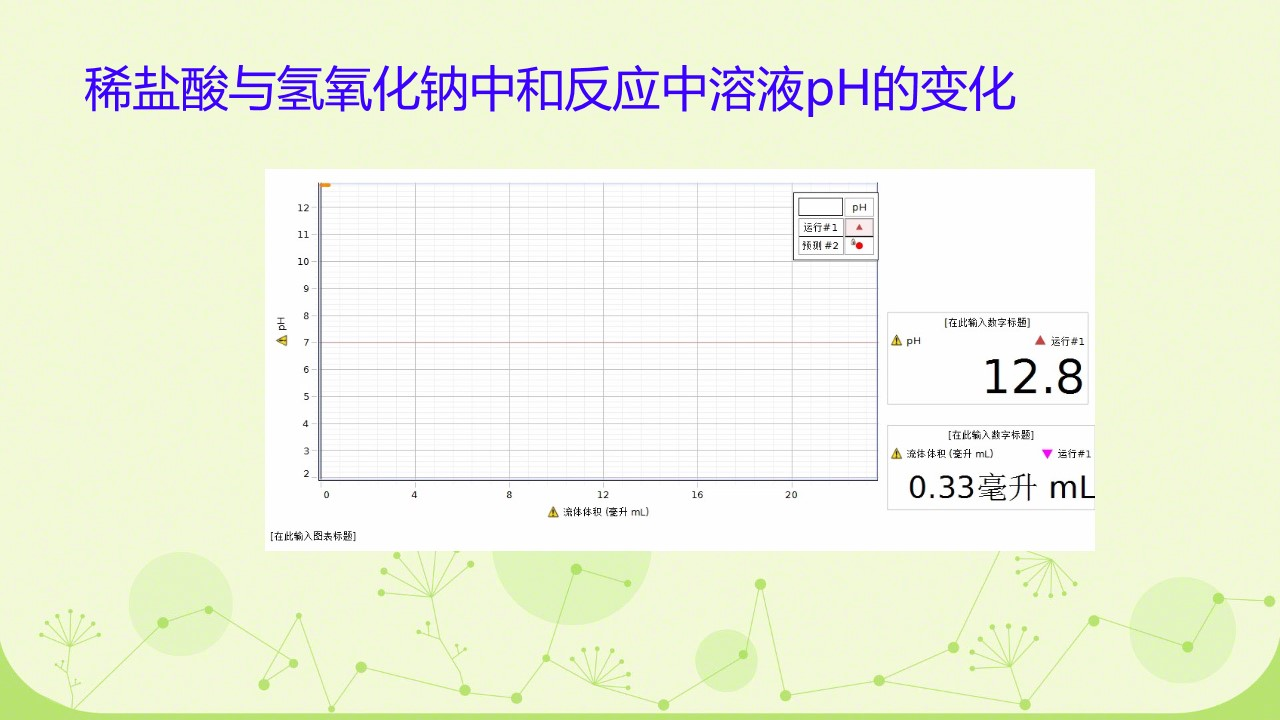 稀盐酸与氢氧化钠中和反应中溶液pH的变化
pH
运行#1
预测 #2
12
11
10
9
8
7
6
5
4
3
2
pH
0 4 8 12 16 20
流体体积 (毫升 mL)
[在此输入图表标题]
[在此输入数字标题]
pH 运行#1
12.8
[在此输入数字标题]
流体体积 (毫升 mL) 运行#1
0.33毫升 mL